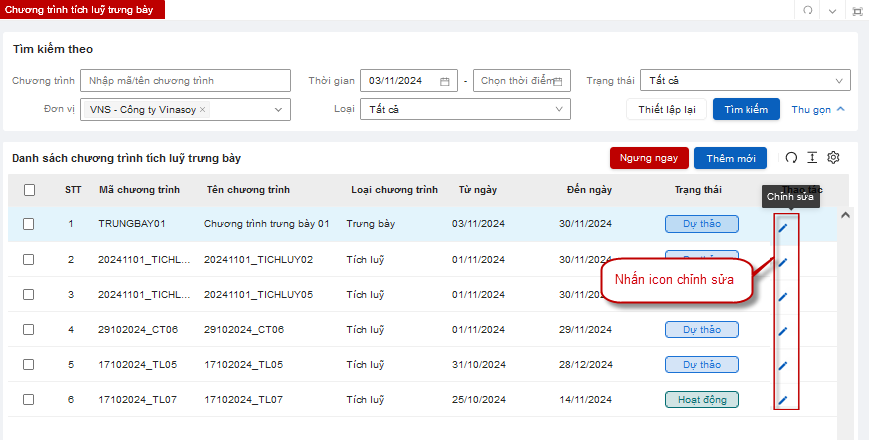 Chương trình tích luỹ trưng bày
Tìm kiếm theo
Chương trình Nhập mã/tên chương trình Thời gian 03/11/2024 - Chọn thời điểm Trạng thái Tất cả
Đơn vị VNS - Công ty Vinasoy × Loại Tất cả Thiết lập lại Tìm kiếm Thu gọn
Danh sách chương trình tích luỹ trưng bày Ngưng ngay Thêm mới
STT Mã chương trình Tên chương trình Loại chương trình Từ ngày Đến ngày Trạng thái Thao tác
Chỉnh sửa
1 TRUNGBAY01 Chương trình trưng bày 01 Trưng bày 03/11/2024 30/11/2024 Dự thảo
2 20241101_TICHL... 20241101_TICHLUY02 Tích luỹ 01/11/2024 30/11/2024
Nhấn icon chỉnh sửa
3 20241101_TICHL... 20241101_TICHLUY05 Tích luỹ 01/11/2024 30/11/2024
4 29102024_CT06 29102024_CT06 Tích luỹ 01/11/2024 29/11/2024 Dự thảo
5 17102024_TL05 17102024_TL05 Tích luỹ 31/10/2024 28/12/2024 Dự thảo
6 17102024_TL07 17102024_TL07 Tích luỹ 25/10/2024 14/11/2024 Hoạt động